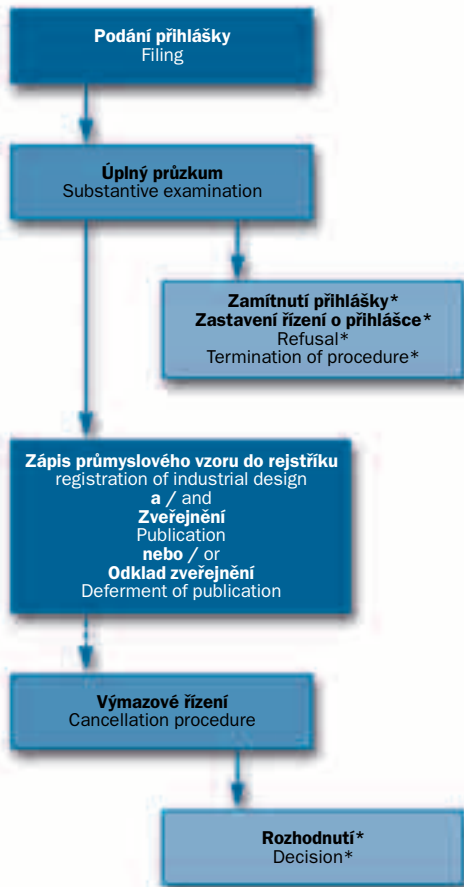 Podání přihlášky
Filing
Úplný průzkum
Substantive examination
Zamítnutí přihlášky*
Zastavení řízení o přihlášce*
Refusal*
Termination of procedure*
Zápis průmyslového vzoru do rejstříku
registration of industrial design
a / and
Zveřejnění
Publication
nebo / or
Odklad zveřejnění
Deferment of publication
Výmazové řízení
Cancellation procedure
Rozhodnutí*
Decision*